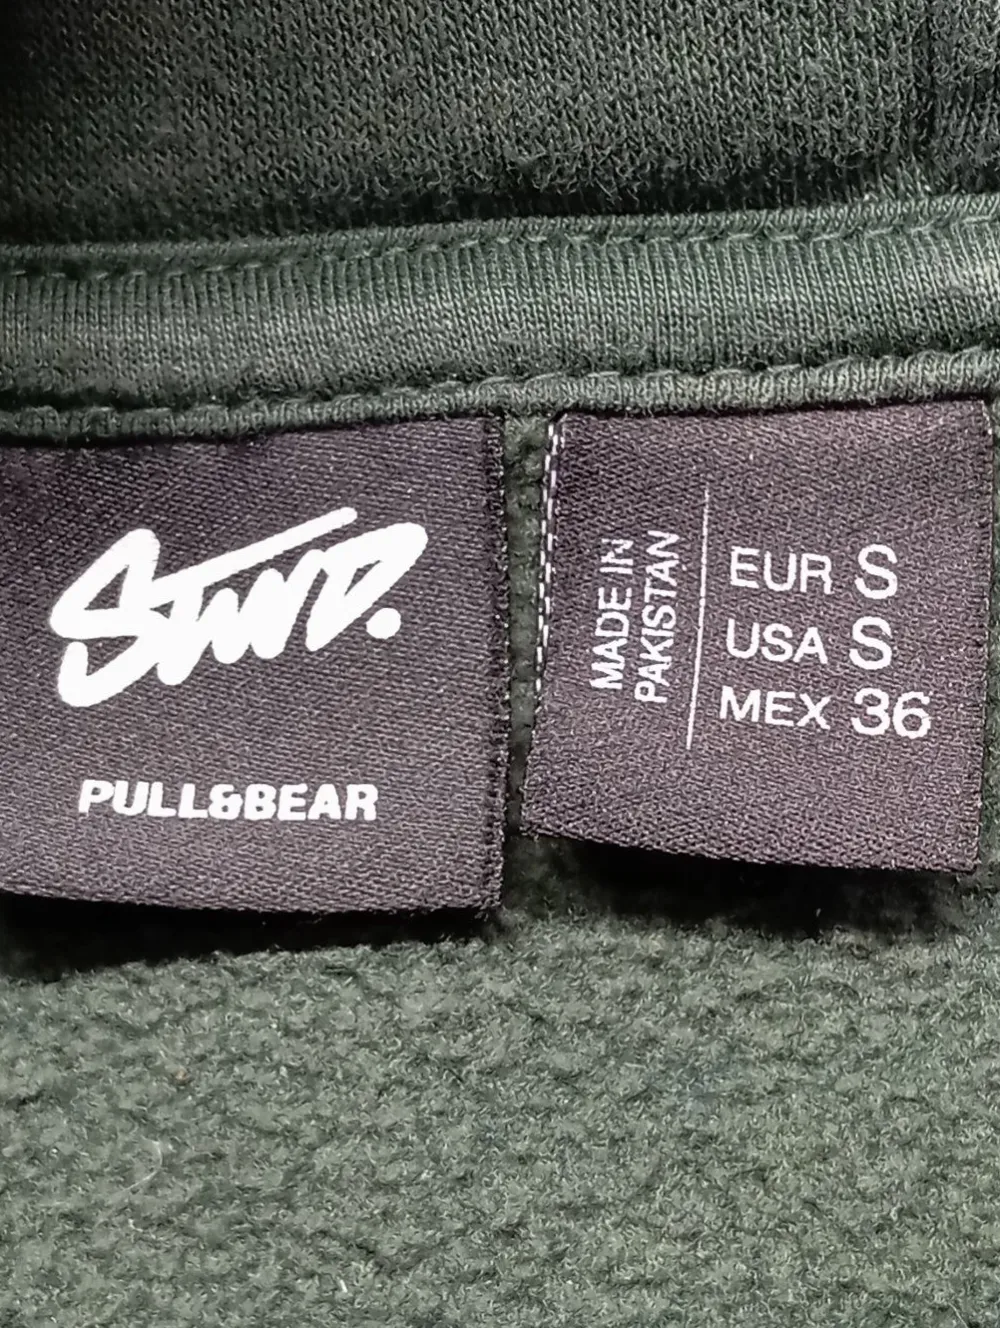 STWD.
PULL&BEAR
MADE IN
PAKISTAN
EUR S
USA S
MEX 36